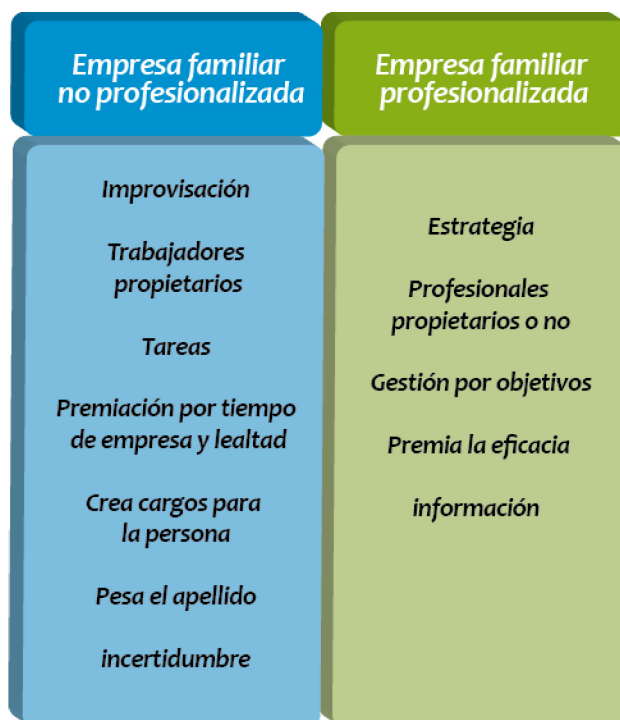 Empresa familiar
no profesionalizada
Improvisación
Trabajadores
propietarios
Tareas
Premiación por tiempo
de empresa y lealtad
Crea cargos para
la persona
Pesa el apellido
incertidumbre
Empresa familiar
profesionalizada
Estrategia
Profesionales
propietarios o no
Gestión por objetivos
Premia la eficacia
información